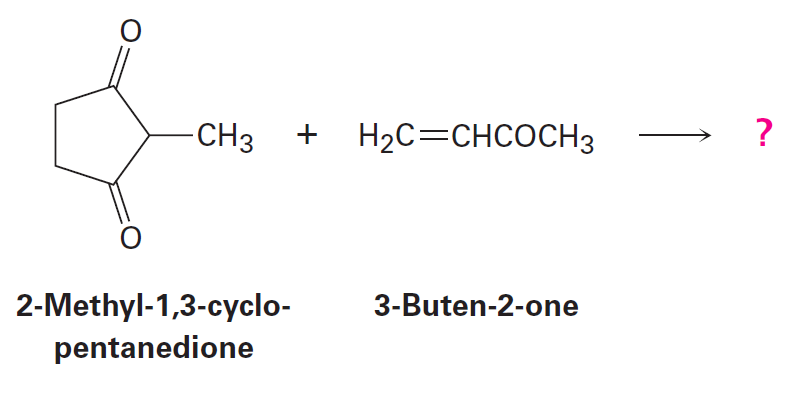 O
CH3 + H2C=CHCOCH3 ⟶ ?
O
2-Methyl-1,3-cyclo- 3-Buten-2-one
pentanedione